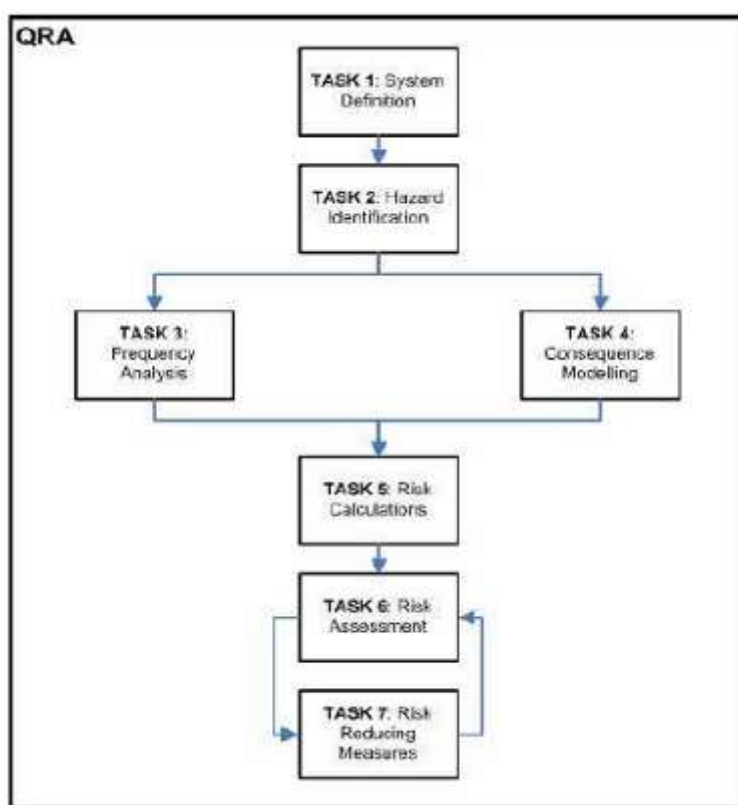 QRA
TASK 1: System
Definition
TASK 2: Hazard
Identification
TASK 3:
Frequency
Analysis
TASK 4:
Consequence
Modelling
TASK 5: Risk
Calculations
TASK 6: Risk
Assessment
TASK 7: Risk
Reducing
Measures